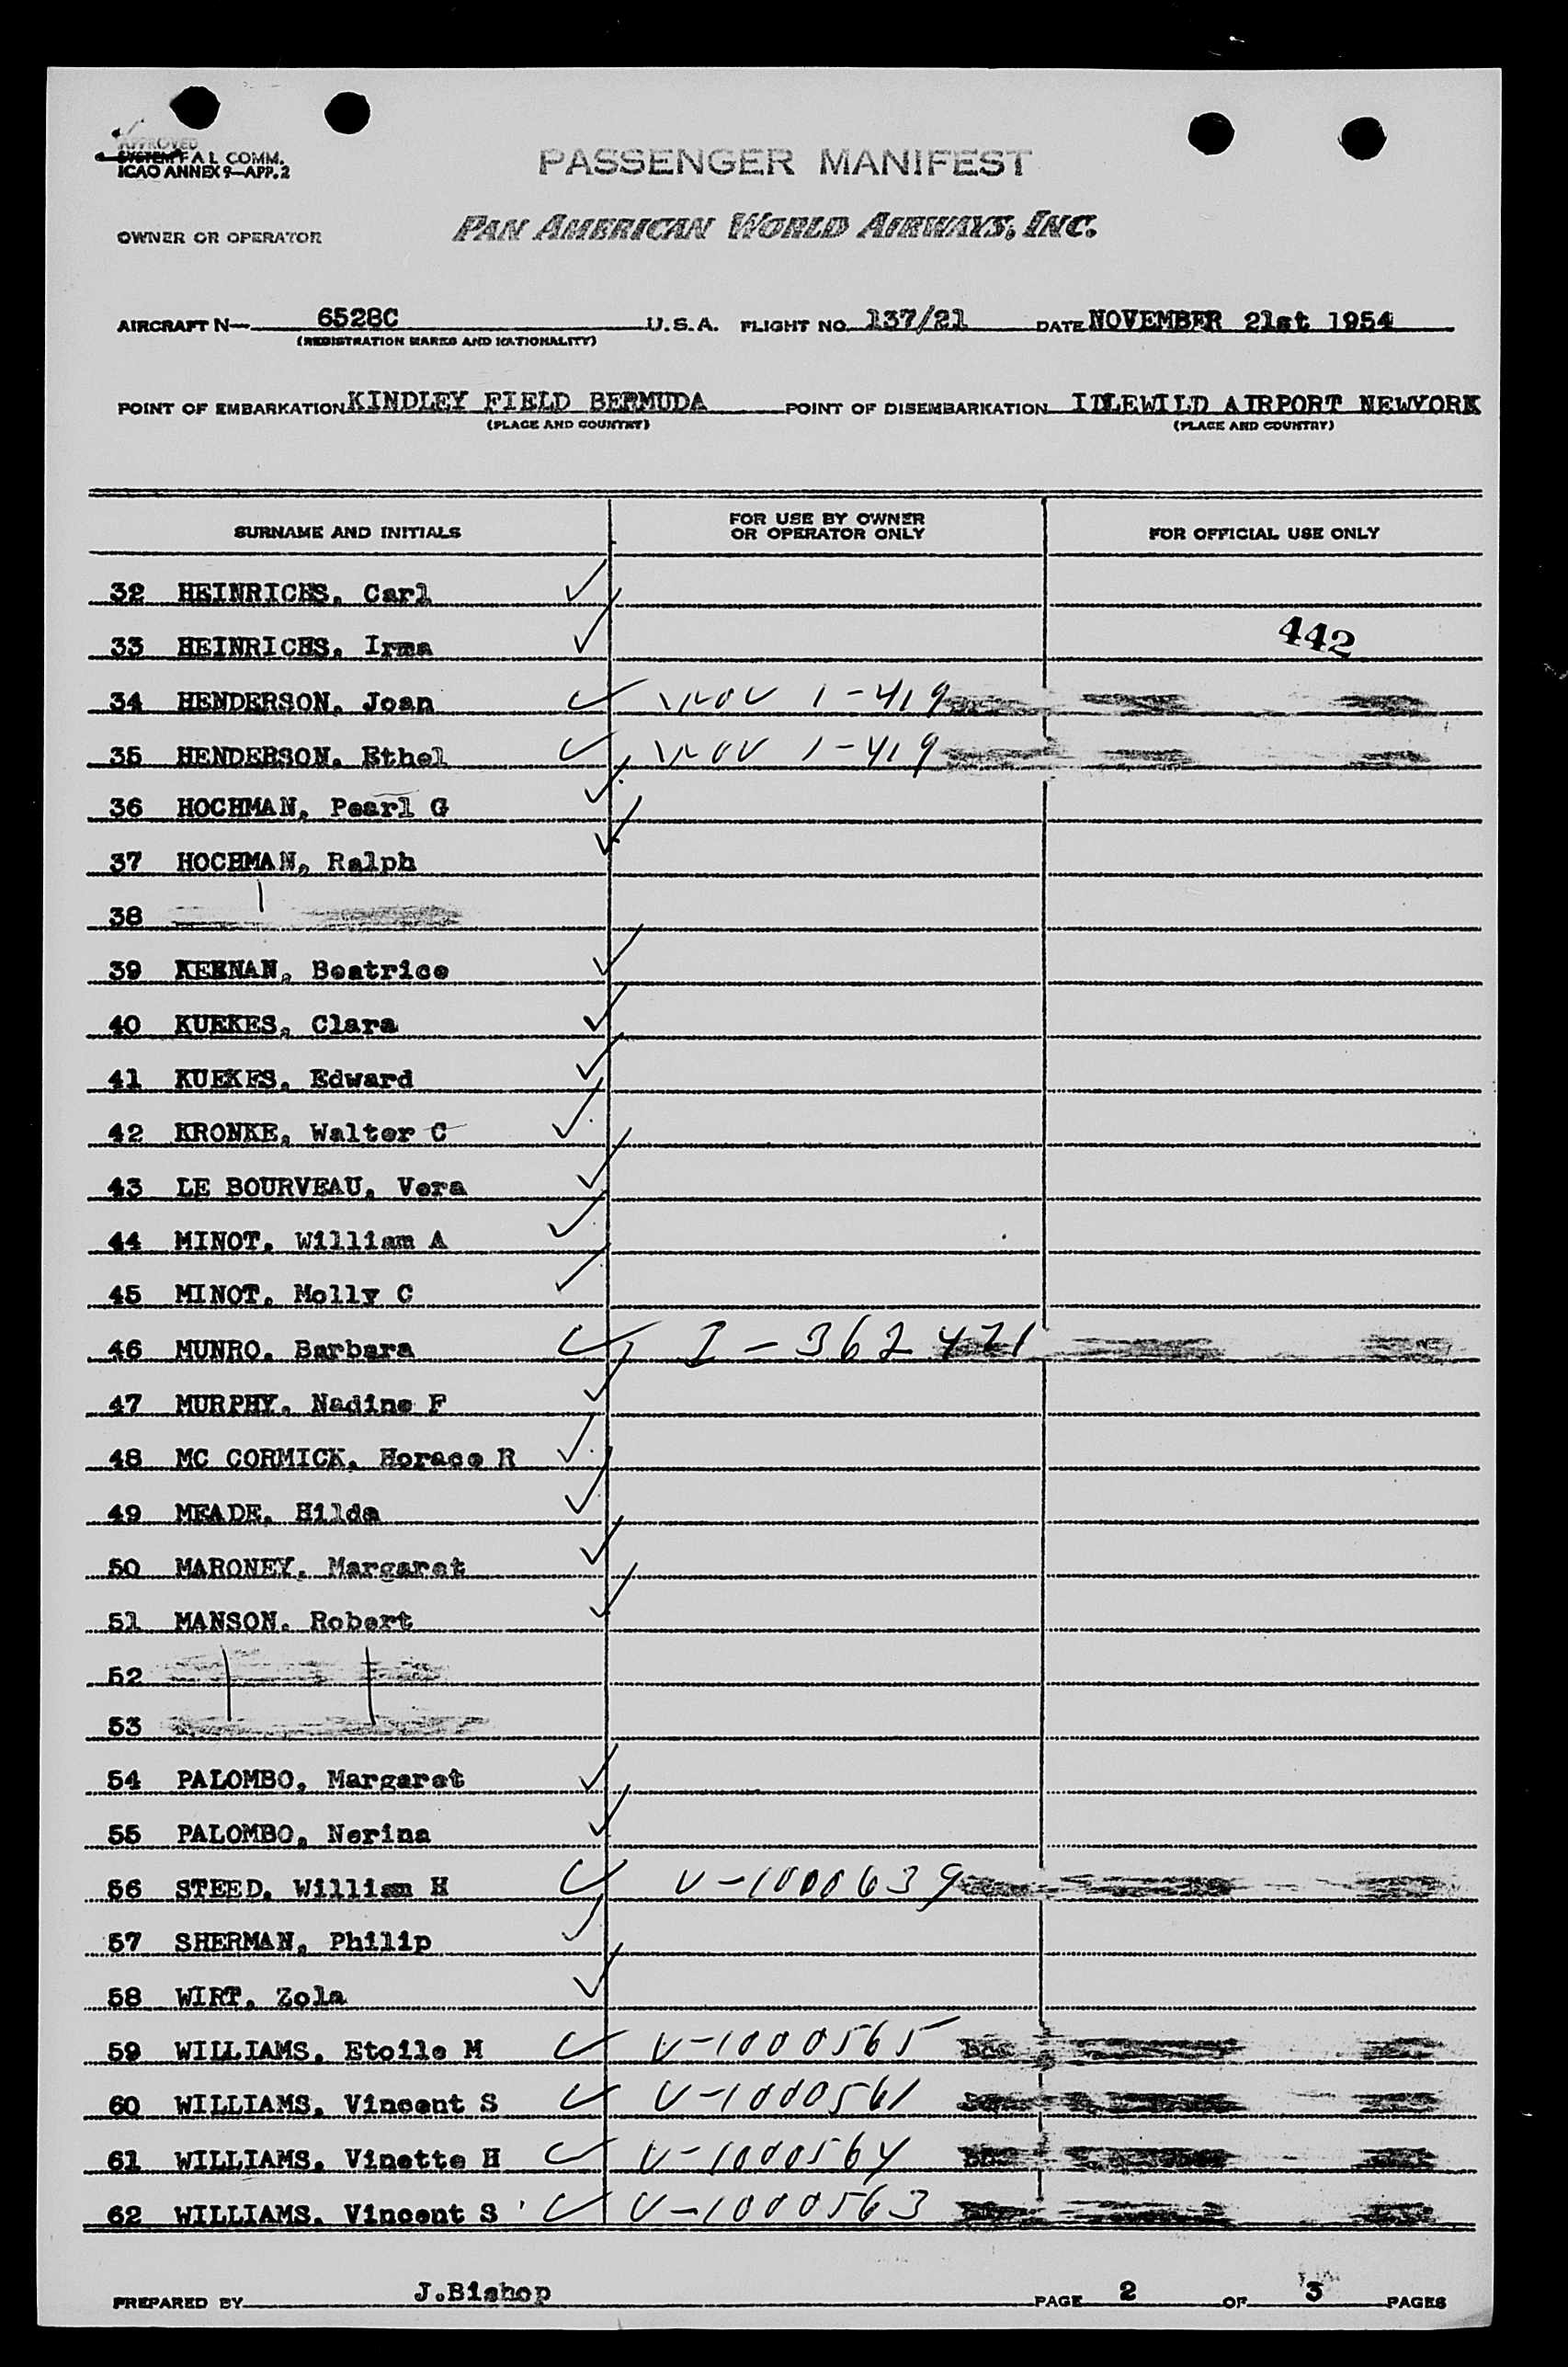 APPROVED
SYSTEM F A L COMM.
ICAO ANNEX 9—APP. 2
PASSENGER MANIFEST
OWNER OR OPERATOR PAN AMERICAN WORLD AIRWAYS, INC.
AIRCRAFT N— 6528C U.S.A. FLIGHT NO. 137/21 DATE NOVEMBER 21st 1954
(REGISTRATION MARKS AND NATIONALITY)
POINT OF EMBARKATION KINDLEY FIELD BERMUDA POINT OF DISEMBARKATION IDLEWILD AIRPORT NEWYORK
(PLACE AND COUNTRY) (PLACE AND COUNTRY)
SURNAME AND INITIALS FOR USE BY OWNER OR OPERATOR ONLY FOR OFFICIAL USE ONLY
32 HEINRICHS, Carl
33 HEINRICHS, Irma 442
34 HENDERSON, Joan 1-419
35 HENDERSON, Ethel 1-419
36 HOCHMAN, Pearl G
37 HOCHMAN, Ralph
38
39 KEENAN, Beatrice
40 KUEKES, Clara
41 KUEKES, Edward
42 KRONKE, Walter C
43 LE BOURVEAU, Vera
44 MINOT, William A
45 MINOT, Molly C
46 MUNRO, Barbara I-362471
47 MURPHY, Nadine F
48 MC CORMICK, Horace R
49 MEADE, Hilda
50 MARONEY, Margaret
51 MANSON, Robert
52
53
54 PALOMBO, Margaret
55 PALOMBO, Nerina
56 STEED, William H V-1000639
57 SHERMAN, Philip
58 WIRT, Zola
59 WILLIAMS, Etoile M V-1000565
60 WILLIAMS, Vincent S V-1000561
61 WILLIAMS, Vinette H V-1000564
62 WILLIAMS, Vincent S V-1000563
PREPARED BY J.Bishop PAGE 2 OF 3 PAGES